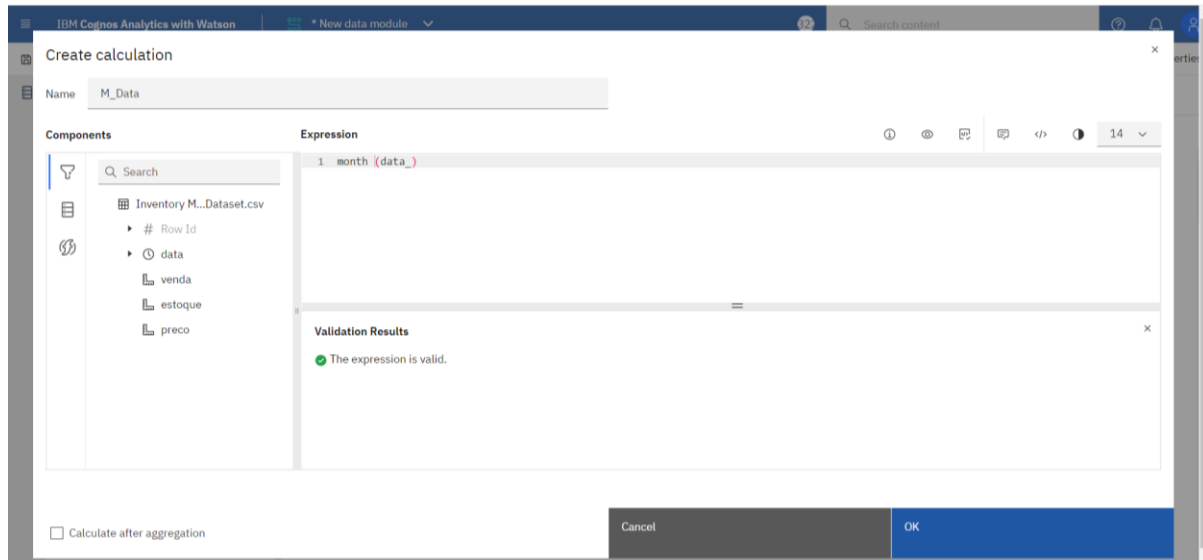 IBM Cognos Analytics with Watson * New data module 32 Search content
Create calculation
erties
Name M_Data
Components Expression 14
1 month (data_)
Search
Inventory M...Dataset.csv
# Row Id
data
venda
estoque
preco
Validation Results
The expression is valid.
Calculate after aggregation
Cancel OK